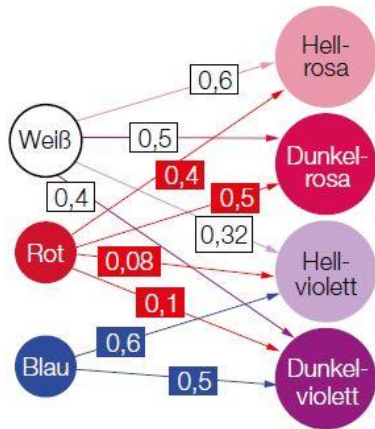 Hell-
rosa
0,6
Weiß
0,5
Dunkel-
rosa
0,4
0,4
0,5
0,32
Rot
0,08
Hell-
violett
0,1
0,6
Blau
0,5
Dunkel-
violett